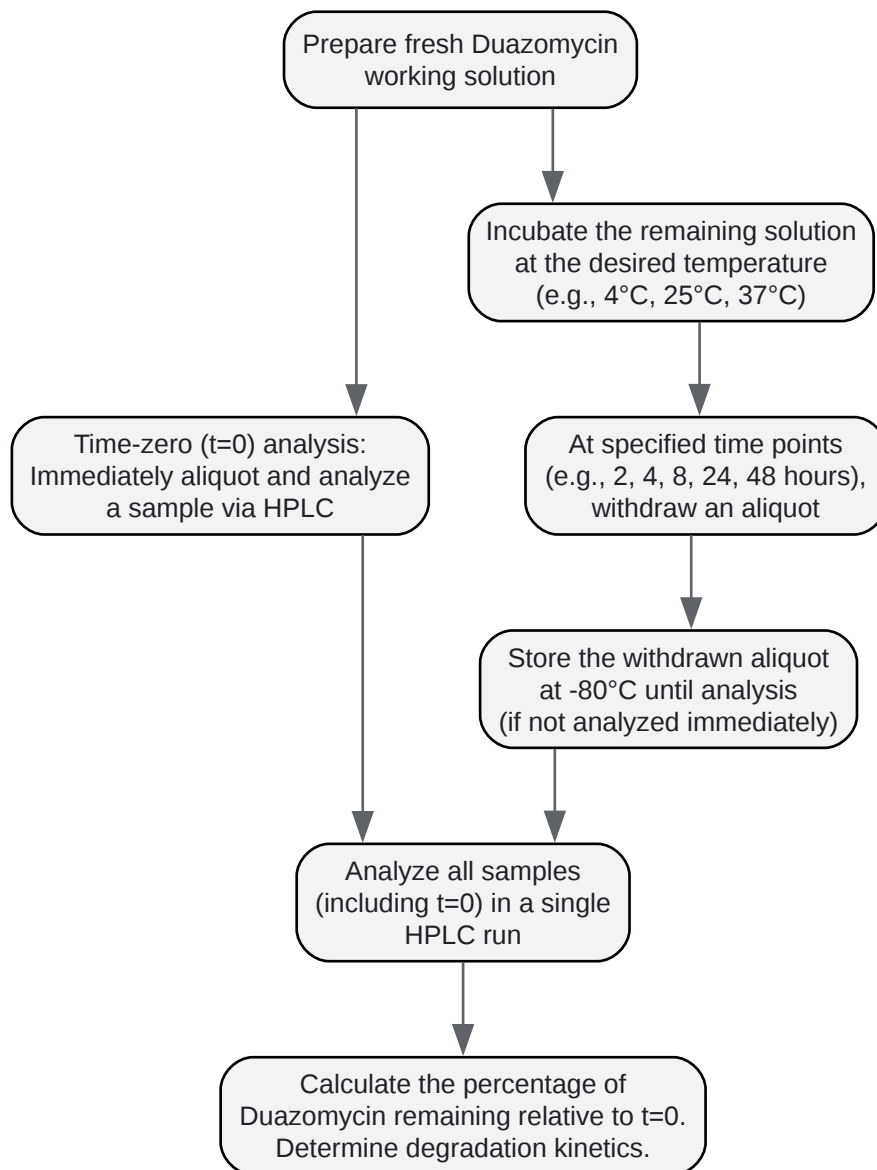 Prepare fresh Duazomycin
working solution
Incubate the remaining solution
at the desired temperature
(e.g., 4°C, 25°C, 37°C)
Time-zero (t=0) analysis:
Immediately aliquot and analyze
a sample via HPLC
At specified time points
(e.g., 2, 4, 8, 24, 48 hours),
withdraw an aliquot
Store the withdrawn aliquot
at -80°C until analysis
(if not analyzed immediately)
Analyze all samples
(including t=0) in a single
HPLC run
Calculate the percentage of
Duazomycin remaining relative to t=0.
Determine degradation kinetics.